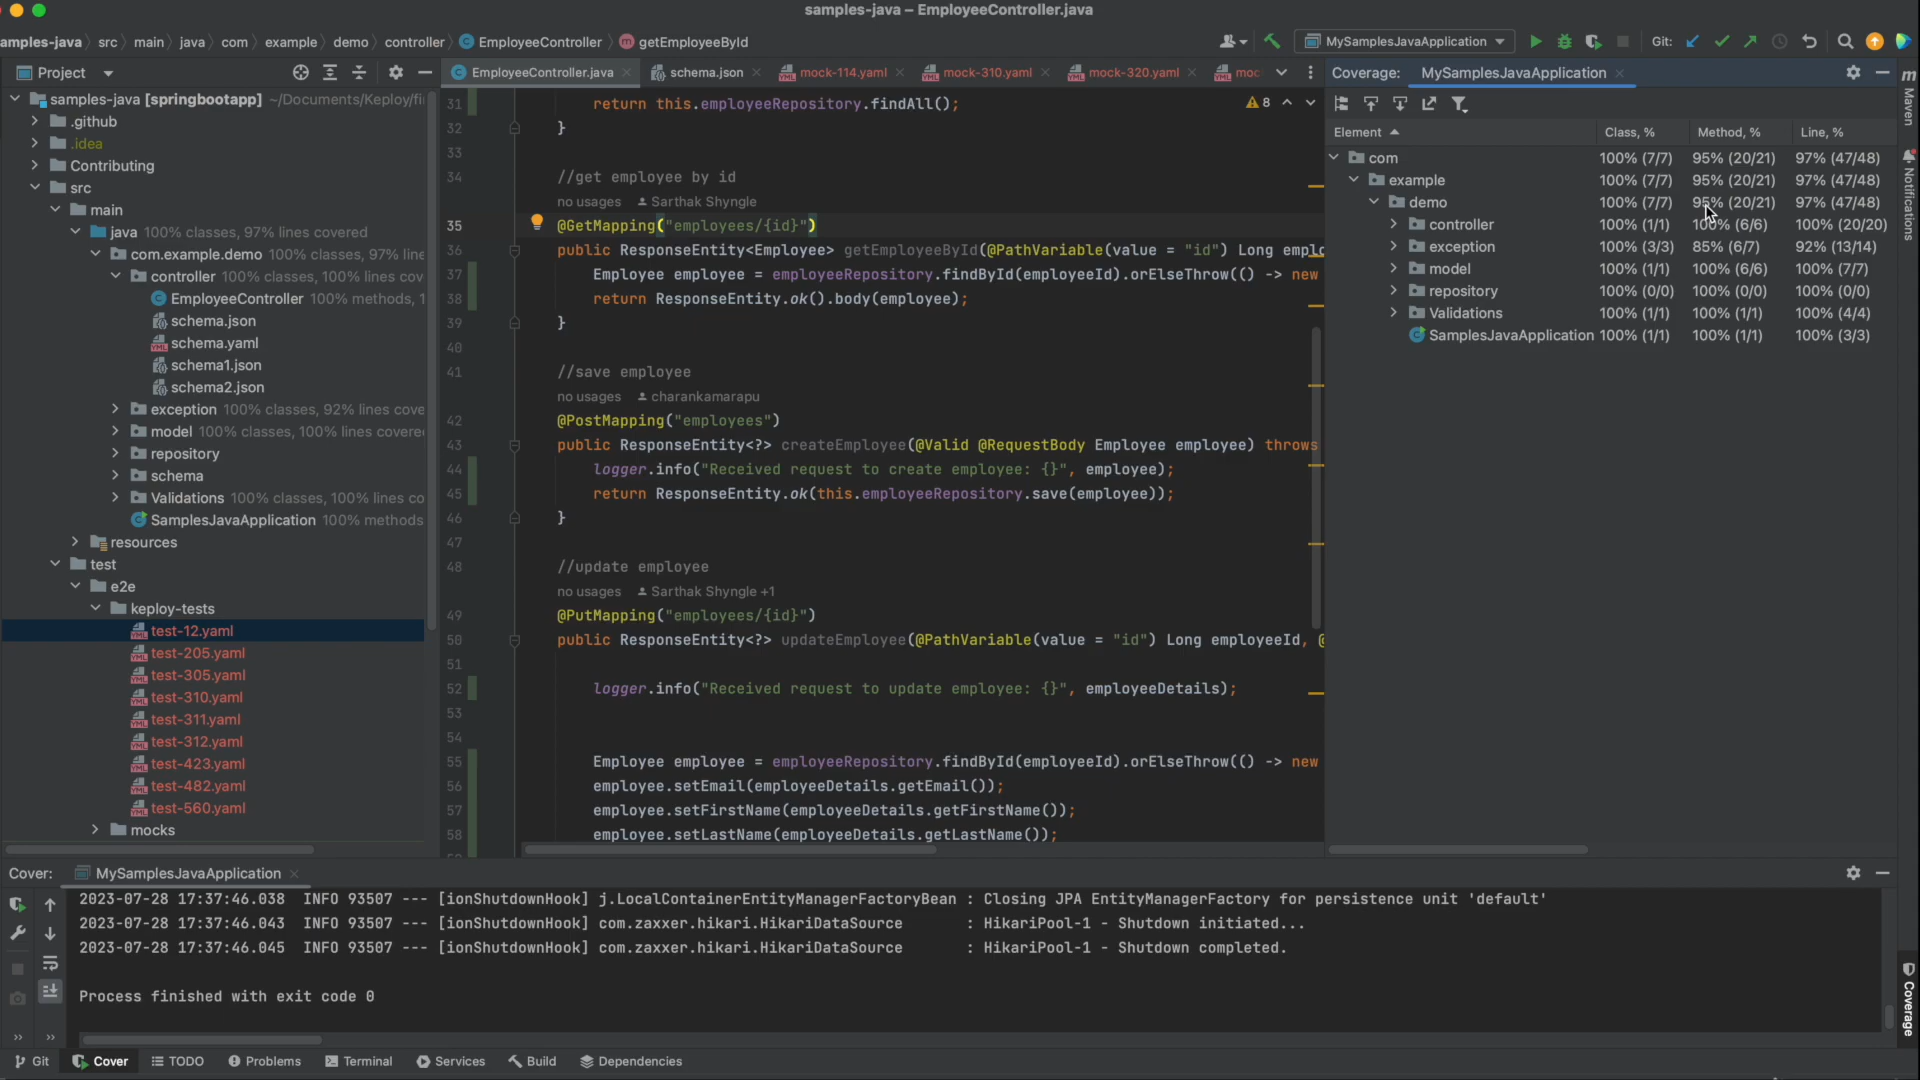 samples-java – EmployeeController.java
amples-java src main java com example demo controller EmployeeController getEmployeeById
MySamplesJavaApplication Git:
Project
EmployeeController.java schema.json mock-114.yaml mock-310.yaml mock-320.yaml moc
Coverage: MySamplesJavaApplication
samples-java [springbootapp] ~/Documents/Keploy/fi
.github
.idea
Contributing
src
main
java 100% classes, 97% lines covered
com.example.demo 100% classes, 97% line
controller 100% classes, 100% lines cov
EmployeeController 100% methods, 1
schema.json
schema.yaml
schema1.json
schema2.json
exception 100% classes, 92% lines cove
model 100% classes, 100% lines covere
repository
schema
Validations 100% classes, 100% lines co
SamplesJavaApplication 100% methods
resources
test
e2e
keploy-tests
test-12.yaml
test-205.yaml
test-305.yaml
test-310.yaml
test-311.yaml
test-312.yaml
test-423.yaml
test-482.yaml
test-560.yaml
mocks
31 return this.employeeRepository.findAll();
8
32 }
33
34 //get employee by id
no usages Sarthak Shyngle
35 @GetMapping("employees/{id}")
36 public ResponseEntity<Employee> getEmployeeById(@PathVariable(value = "id") Long emplo
37 Employee employee = employeeRepository.findById(employeeId).orElseThrow(() -> new
38 return ResponseEntity.ok().body(employee);
39 }
40
41 //save employee
no usages charankamarapu
42 @PostMapping("employees")
43 public ResponseEntity<?> createEmployee(@Valid @RequestBody Employee employee) throws
44 logger.info("Received request to create employee: {}", employee);
45 return ResponseEntity.ok(this.employeeRepository.save(employee));
46 }
47
48 //update employee
no usages Sarthak Shyngle +1
49 @PutMapping("employees/{id}")
50 public ResponseEntity<?> updateEmployee(@PathVariable(value = "id") Long employeeId, @
51
52 logger.info("Received request to update employee: {}", employeeDetails);
53
54
55 Employee employee = employeeRepository.findById(employeeId).orElseThrow(() -> new
56 employee.setEmail(employeeDetails.getEmail());
57 employee.setFirstName(employeeDetails.getFirstName());
58 employee.setLastName(employeeDetails.getLastName());
Element Class, % Method, % Line, %
com 100% (7/7) 95% (20/21) 97% (47/48)
example 100% (7/7) 95% (20/21) 97% (47/48)
demo 100% (7/7) 95% (20/21) 97% (47/48)
controller 100% (1/1) 100% (6/6) 100% (20/20)
exception 100% (3/3) 85% (6/7) 92% (13/14)
model 100% (1/1) 100% (6/6) 100% (7/7)
repository 100% (0/0) 100% (0/0) 100% (0/0)
Validations 100% (1/1) 100% (1/1) 100% (4/4)
SamplesJavaApplication 100% (1/1) 100% (1/1) 100% (3/3)
m
Maven
Notifications
Coverage
Cover: MySamplesJavaApplication
2023-07-28 17:37:46.038 INFO 93507 --- [ionShutdownHook] j.LocalContainerEntityManagerFactoryBean : Closing JPA EntityManagerFactory for persistence unit 'default'
2023-07-28 17:37:46.043 INFO 93507 --- [ionShutdownHook] com.zaxxer.hikari.HikariDataSource : HikariPool-1 - Shutdown initiated...
2023-07-28 17:37:46.045 INFO 93507 --- [ionShutdownHook] com.zaxxer.hikari.HikariDataSource : HikariPool-1 - Shutdown completed.
Process finished with exit code 0
Git Cover TODO Problems Terminal Services Build Dependencies